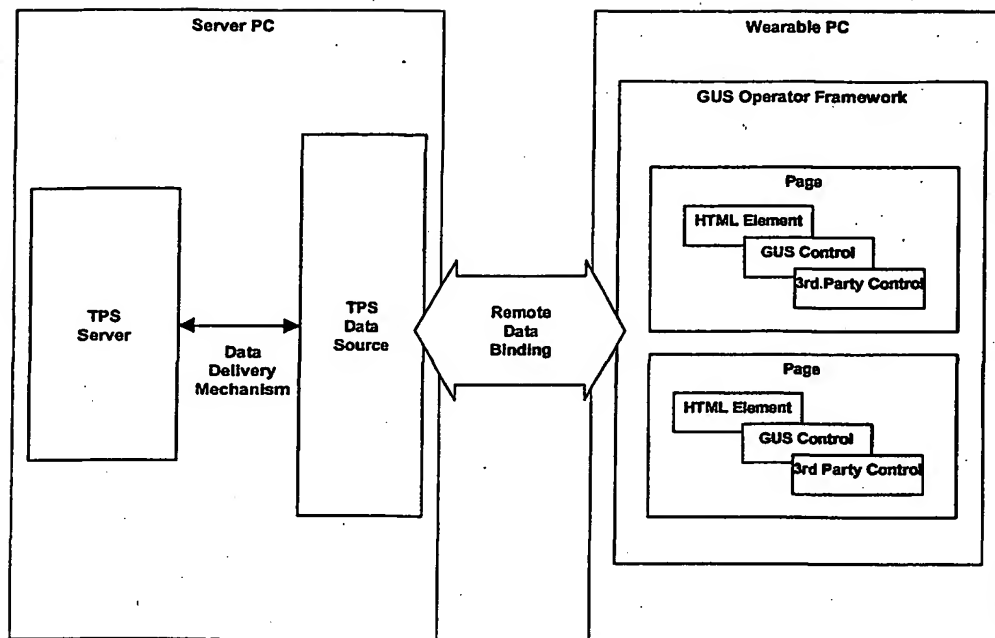 Server PC
TPS
Server
Data
Delivery
Mechanism
TPS
Data
Source
Remote
Data
Binding
Wearable PC
GUS Operator Framework
Page
HTML Element
GUS Control
3rd.Party Control
Page
HTML Element
GUS Control
3rd Party Control